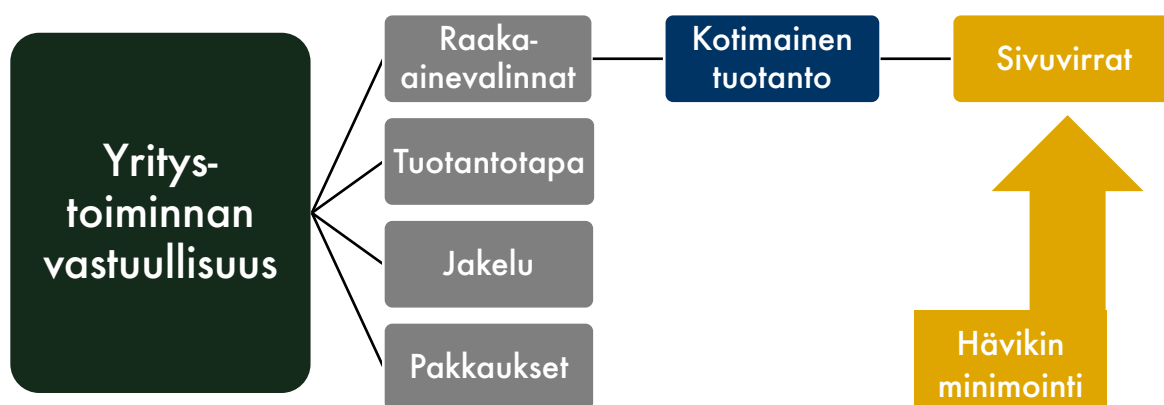 Yritys-
toiminnan
vastuullisuus
Raaka-
ainevalinnat
Tuotantotapa
Jakelu
Pakkaukset
Kotimainen
tuotanto
Sivuvirrat
Hävikin
minimointi